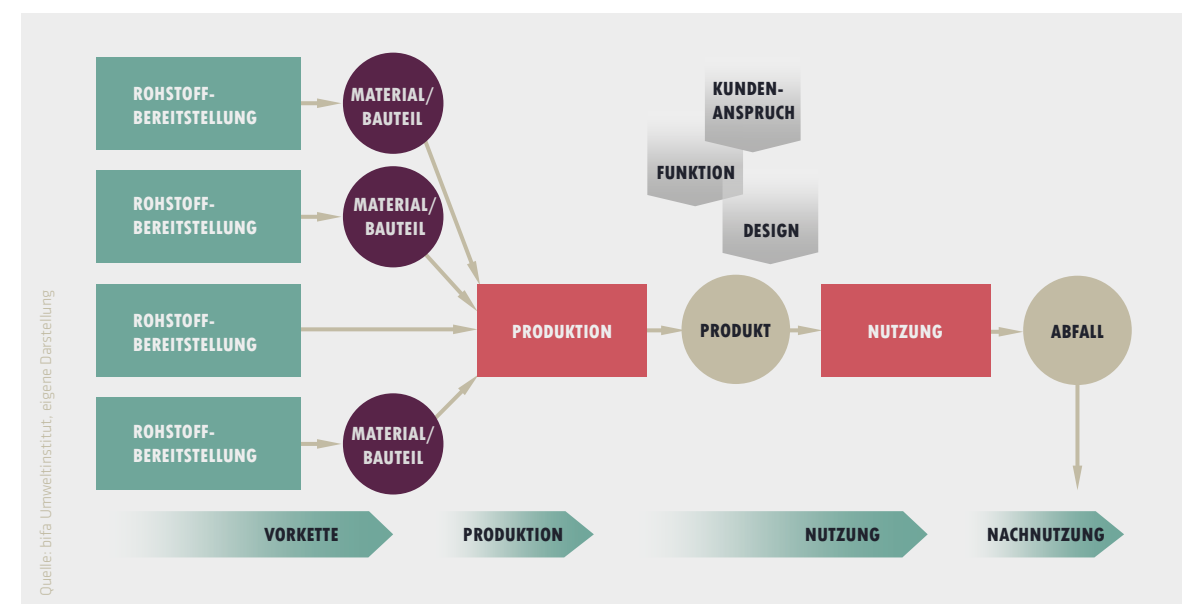 ROHSTOFF-
BEREITSTELLUNG
MATERIAL/
BAUTEIL
ROHSTOFF-
BEREITSTELLUNG
MATERIAL/
BAUTEIL
ROHSTOFF-
BEREITSTELLUNG
ROHSTOFF-
BEREITSTELLUNG
MATERIAL/
BAUTEIL
PRODUKTION
KUNDEN-
ANSPRUCH
FUNKTION
DESIGN
PRODUKT
NUTZUNG
ABFALL
VORKETTE
PRODUKTION
NUTZUNG
NACHNUTZUNG
Quelle: bifa Umweltinstitut, eigene Darstellung